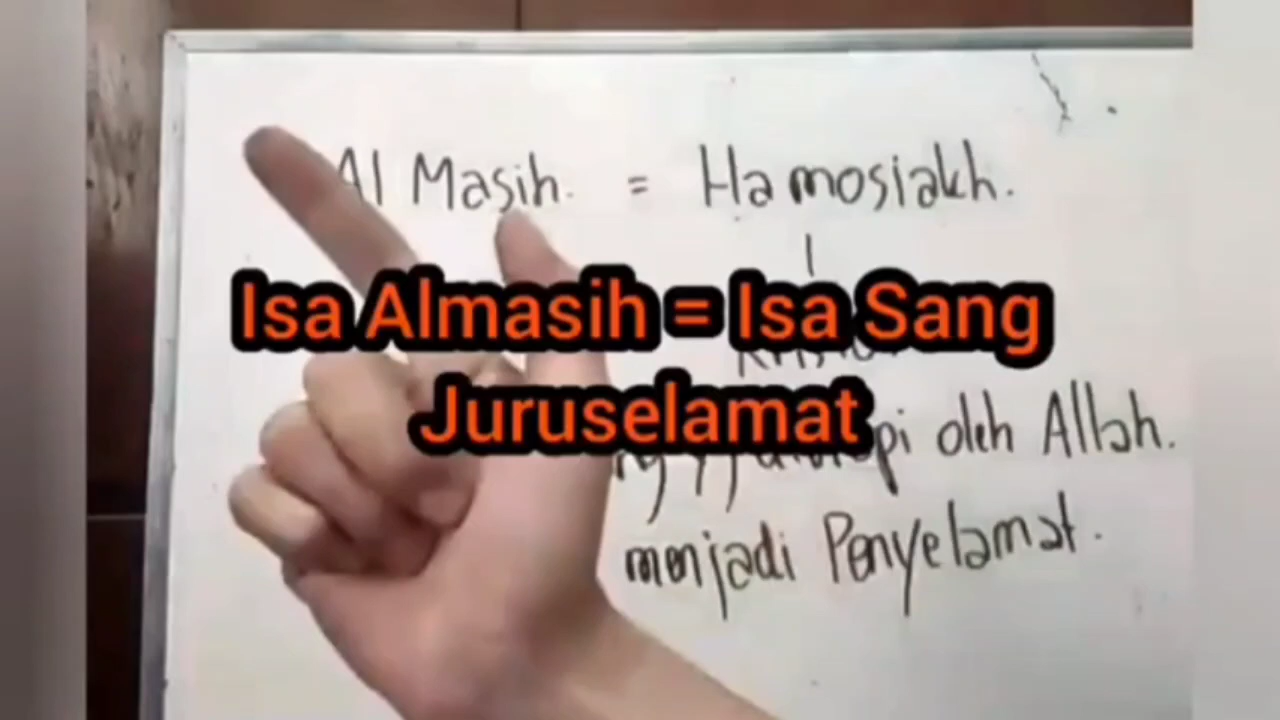 Al Masih. = Hamosiakh.
Isa Almasih = Isa Sang
Juruselamat
oleh Allah.
menjadi Penyelamat.